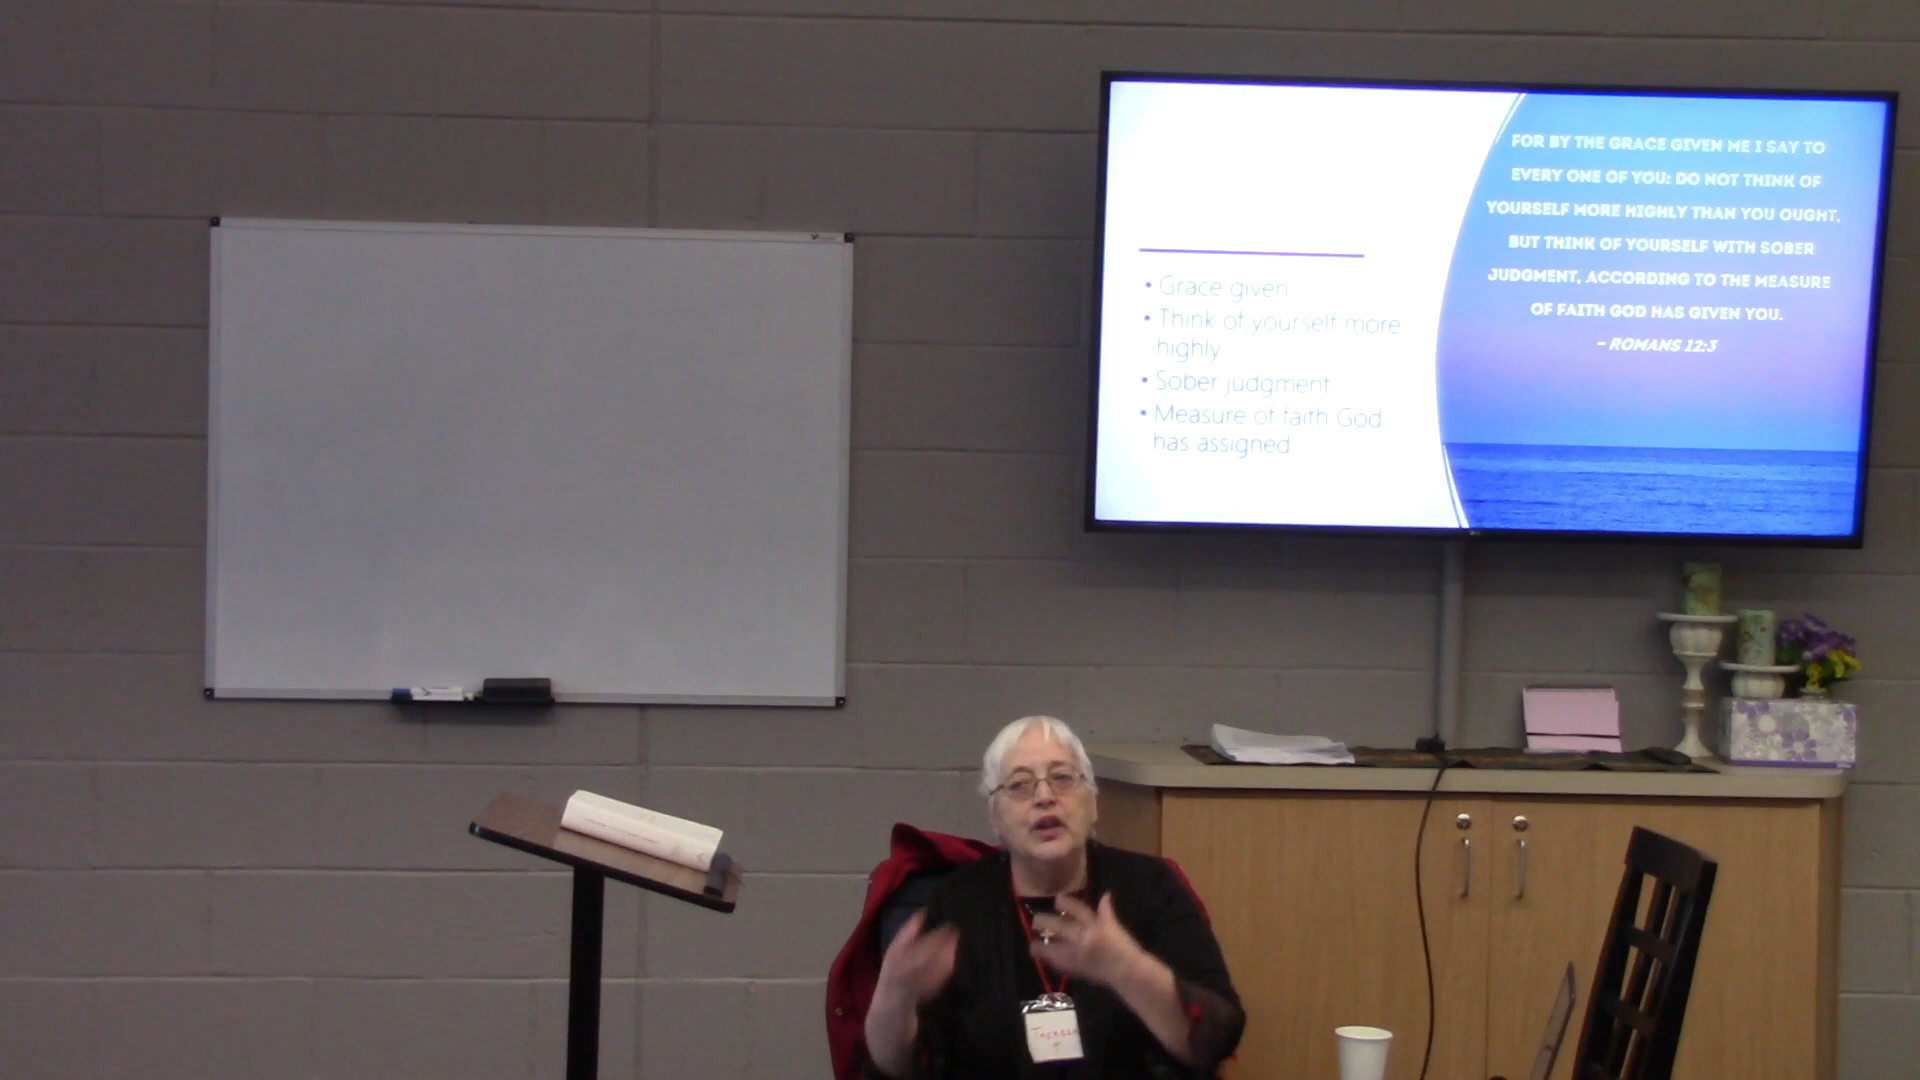 • Grace given
• Think of yourself more
highly
• Sober judgment
• Measure of faith God
has assigned
FOR BY THE GRACE GIVEN ME I SAY TO
EVERY ONE OF YOU: DO NOT THINK OF
YOURSELF MORE HIGHLY THAN YOU OUGHT,
BUT THINK OF YOURSELF WITH SOBER
JUDGMENT, ACCORDING TO THE MEASURE
OF FAITH GOD HAS GIVEN YOU.
– ROMANS 12:3
THERESA